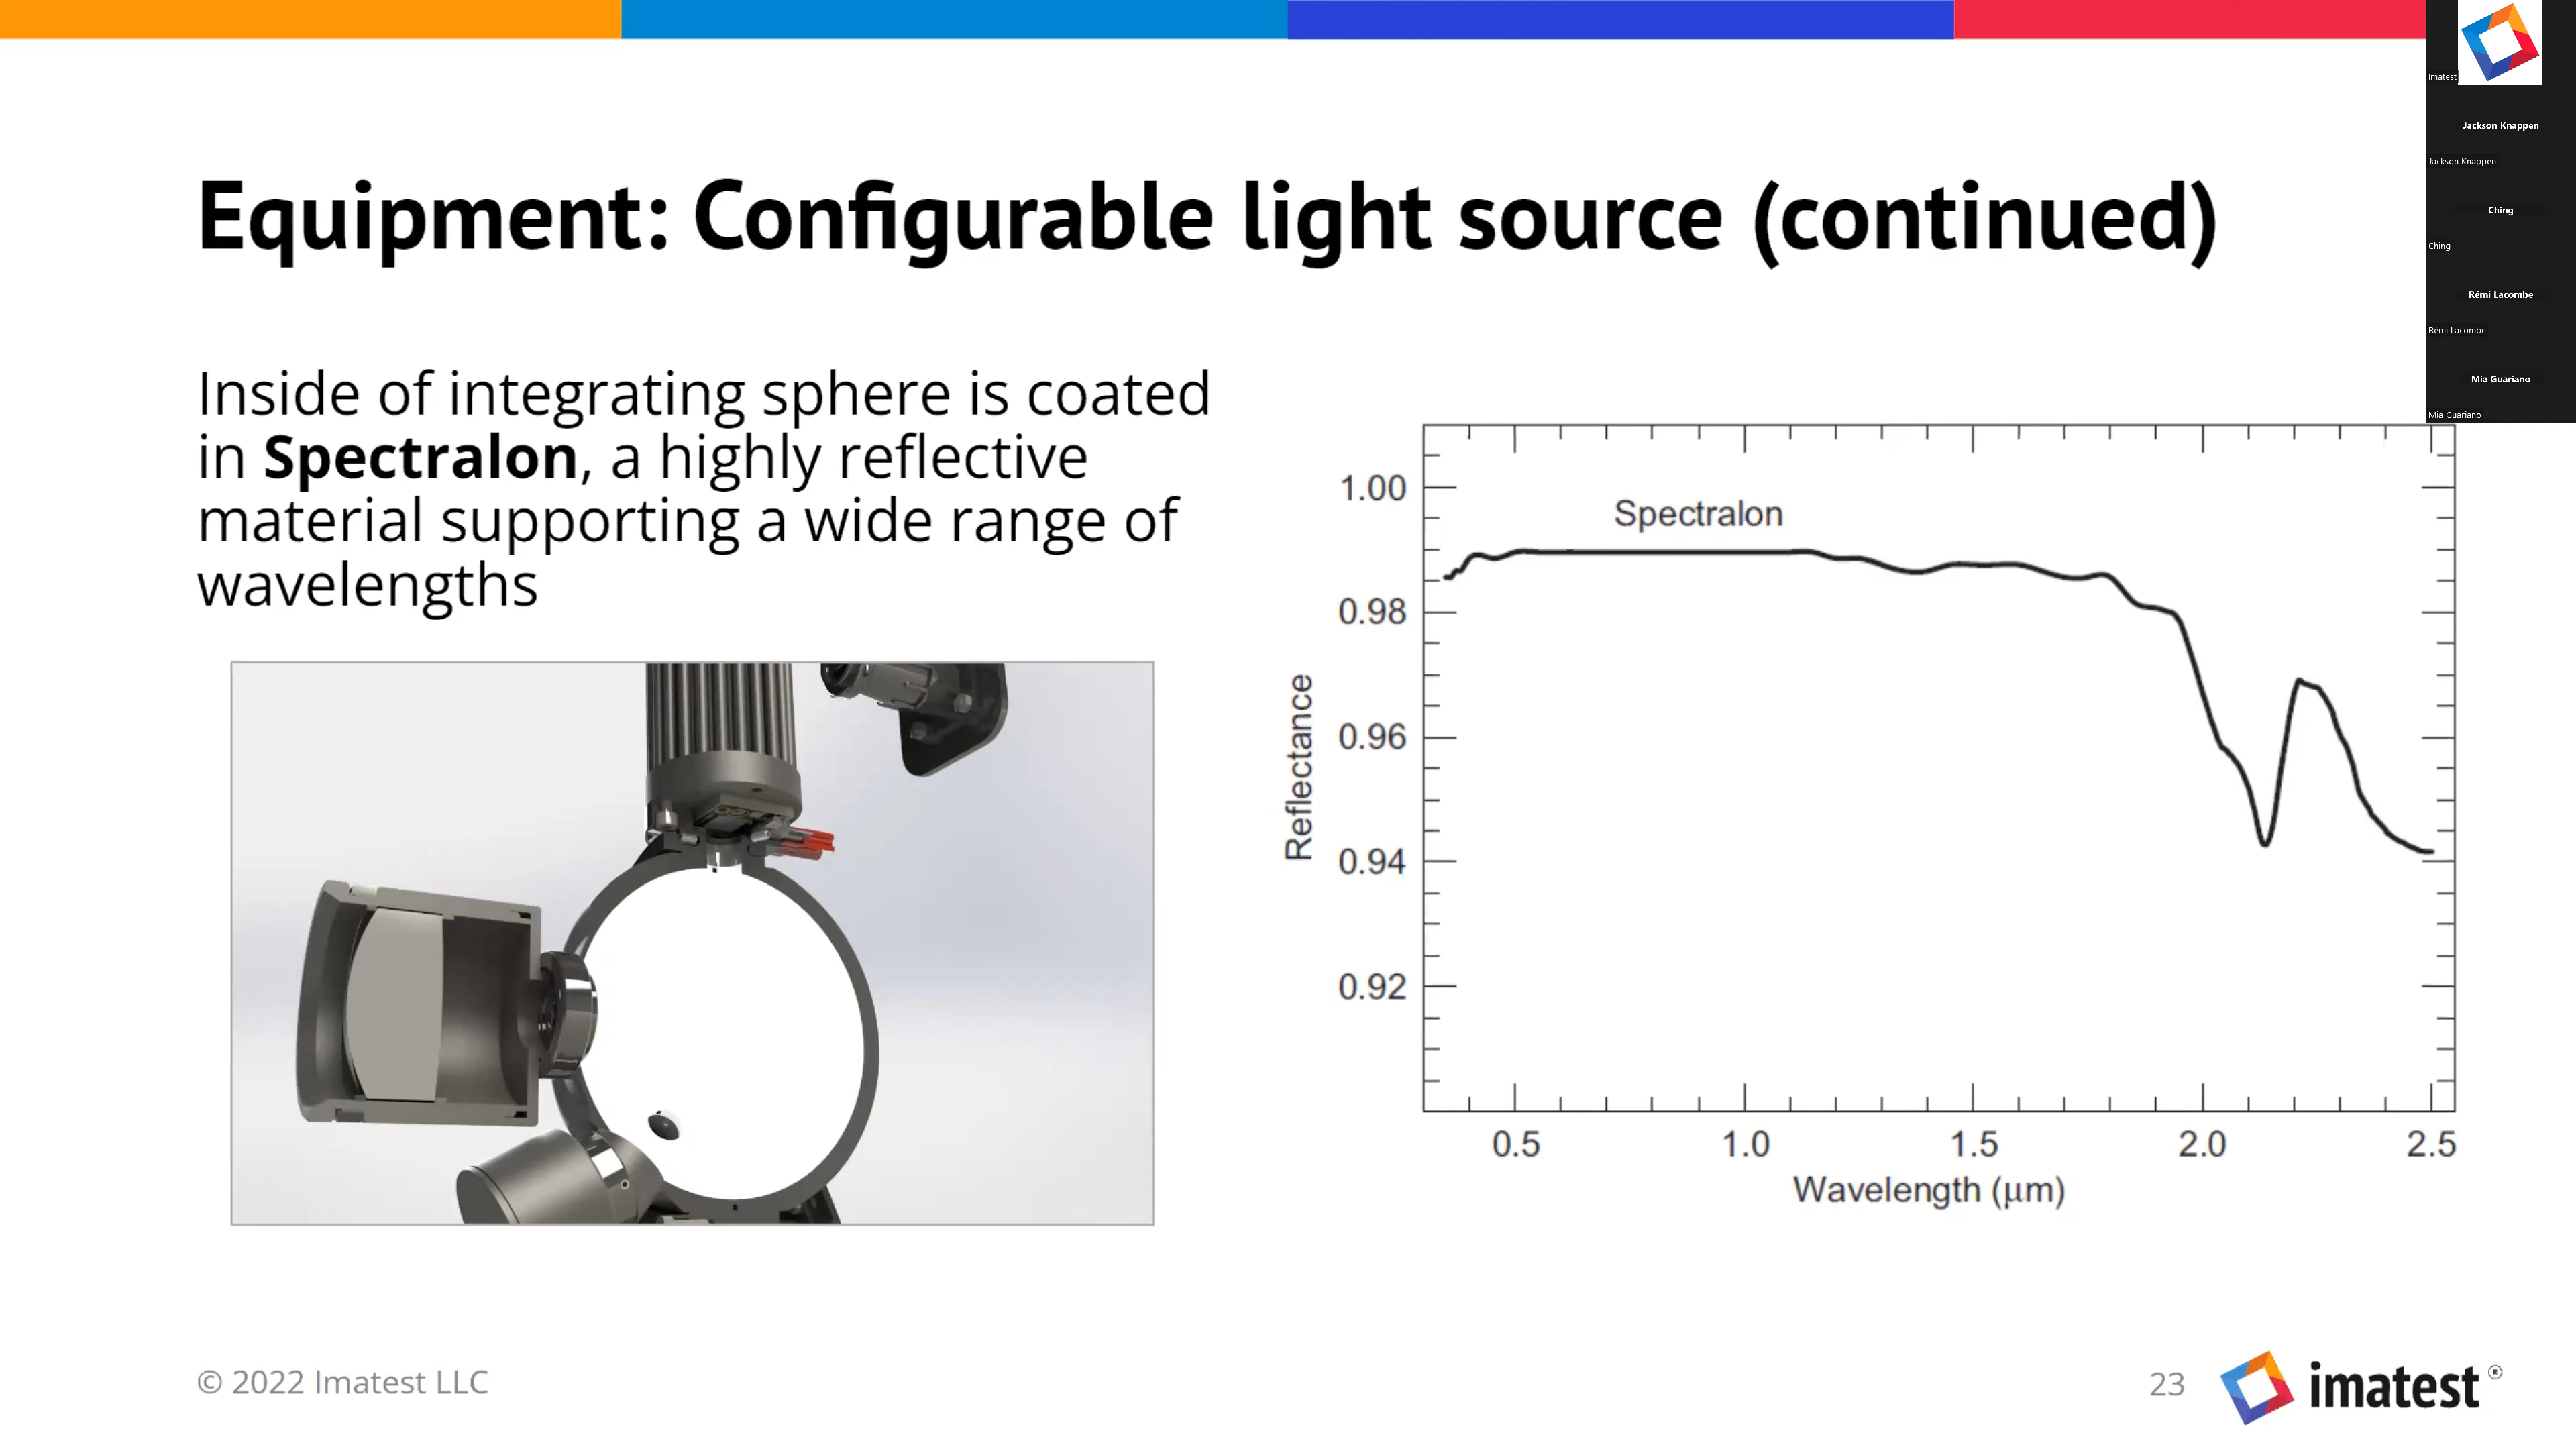 Imatest
Jackson Knappen
Jackson Knappen
Ching
Ching
Rémi Lacombe
Rémi Lacombe
Mia Guariano
Mia Guariano
Equipment: Configurable light source (continued)
Inside of integrating sphere is coated
in Spectralon, a highly reflective
material supporting a wide range of
wavelengths
Spectralon
1.00
0.98
0.96
0.94
0.92
Reflectance
0.5 1.0 1.5 2.0 2.5
Wavelength (μm)
© 2022 Imatest LLC
23
imatest®